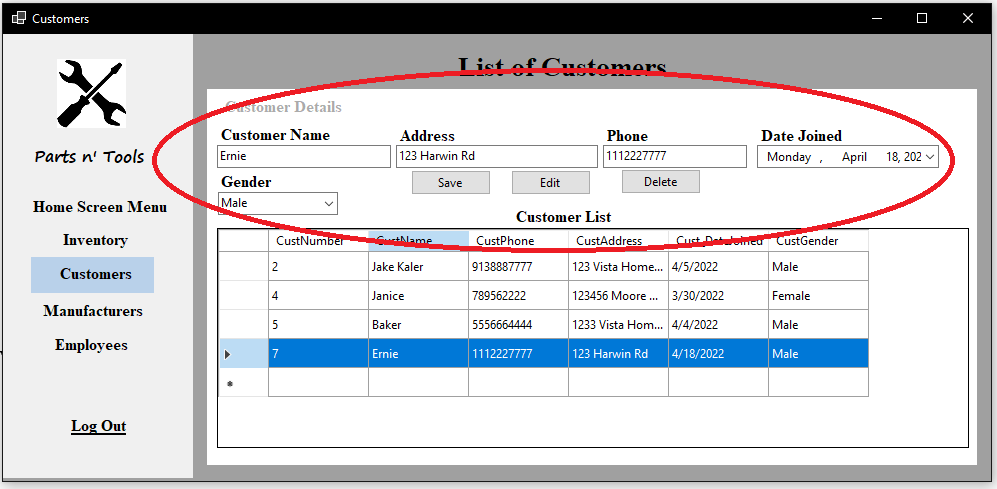 Customers
List of Customers
Parts n' Tools
Home Screen Menu
Inventory
Customers
Manufacturers
Employees
Log Out
Customer Details
Customer Name Address Phone Date Joined
Ernie 123 Harwin Rd 1112227777 Monday , April 18, 202
Gender Save Edit Delete
Male
Customer List
CustNumber CustName CustPhone CustAddress Cust_DateJoined CustGender
2 Jake Kaler 9138887777 123 Vista Home... 4/5/2022 Male
4 Janice 789562222 123456 Moore ... 3/30/2022 Female
5 Baker 5556664444 1233 Vista Hom... 4/4/2022 Male
7 Ernie 1112227777 123 Harwin Rd 4/18/2022 Male